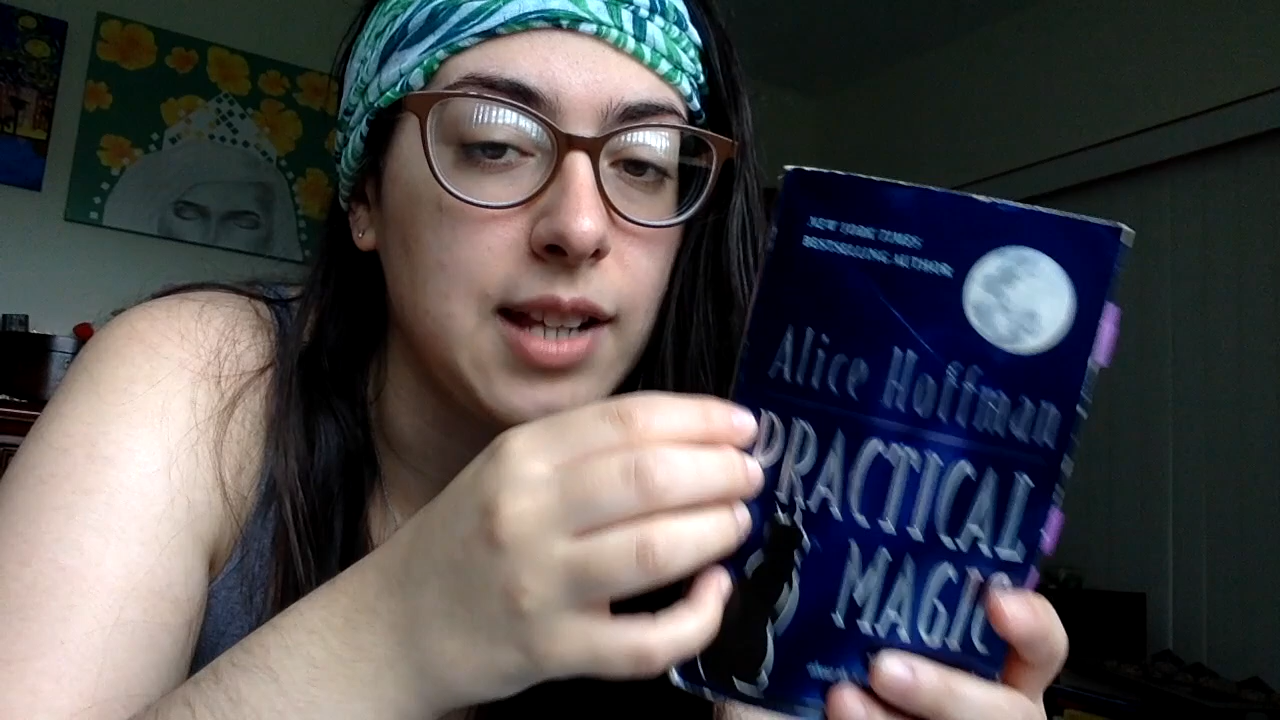 NEW YORK TIMES
BESTSELLING AUTHOR
Alice Hoffman
PRACTICAL
MAGIC